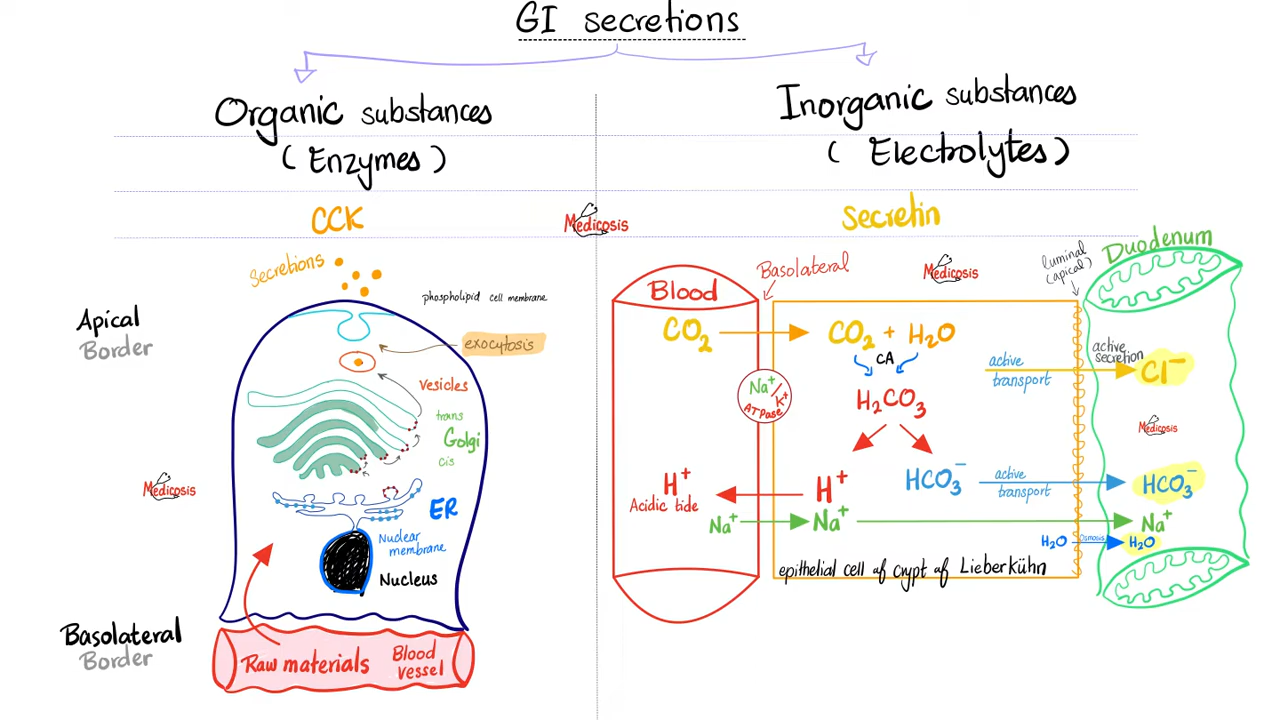 GI secretions
Organic substances
(Enzymes)
CCK
Medicosis
secretions
phospholipid cell membrane
Apical
Border
exocytosis
vesicles
trans
Golgi
cis
Medicosis
ER
Nuclear
membrane
Nucleus
Basolateral
Border
Raw materials
Blood
vessel
Inorganic substances
(Electrolytes)
Secretin
Basolateral
Medicosis
luminal
(apical)
Duodenum
Blood
CO₂
CO₂ + H₂O
CA
Na⁺/K⁺
ATPase
H₂CO₃
active
transport
active
secretion
Cl⁻
Medicosis
H⁺
Acidic tide
H⁺
HCO₃⁻
active
transport
HCO₃⁻
Na⁺
Na⁺
Na⁺
H₂O
Osmosis
H₂O
epithelial cell of crypt of Lieberkühn